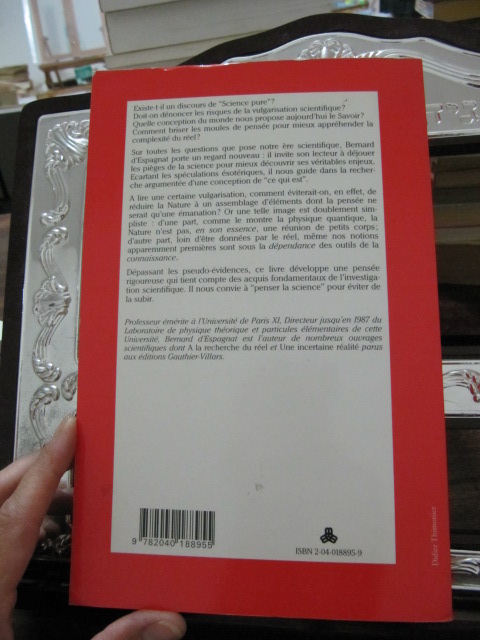 Existe-t-il un discours de "Science pure"?
Doit-on dénoncer les risques de la vulgarisation scientifique?
Quelle conception du monde nous propose aujourd'hui le Savoir?
Comment briser les moules de pensée pour mieux appréhender la
complexité du réel?
Sur toutes les questions que pose notre ère scientifique, Bernard
d'Espagnat porte un regard nouveau : il invite son lecteur à déjouer
les pièges de la science pour mieux découvrir ses véritables enjeux.
Ecartant les spéculations ésotériques, il nous guide dans la recher-
che argumentée d'une conception de "ce qui est".
A lire une certaine vulgarisation, comment éviterait-on, en effet, de
réduire la Nature à un assemblage d'éléments dont la pensée ne
serait qu'une émanation? Or une telle image est doublement sim-
pliste : d'une part, comme le montre la physique quantique, la
Nature n'est pas, en son essence, une réunion de petits corps;
d'autre part, loin d'être données par le réel, même nos notions
apparemment premières sont sous la dépendance des outils de la
connaissance.
Dépassant les pseudo-évidences, ce livre développe une pensée
rigoureuse qui tient compte des acquis fondamentaux de l'investiga-
tion scientifique. Il nous convie à "penser la science" pour éviter de
la subir.
Professeur émérite à l'Université de Paris XI, Directeur jusqu'en 1987 du
Laboratoire de physique théorique et particules élémentaires de cette
Université, Bernard d'Espagnat est l'auteur de nombreux ouvrages
scientifiques dont A la recherche du réel et Une incertaine réalité parus
aux éditions Gauthier-Villars.
9 782040 188955
ISBN 2-04-018895-9